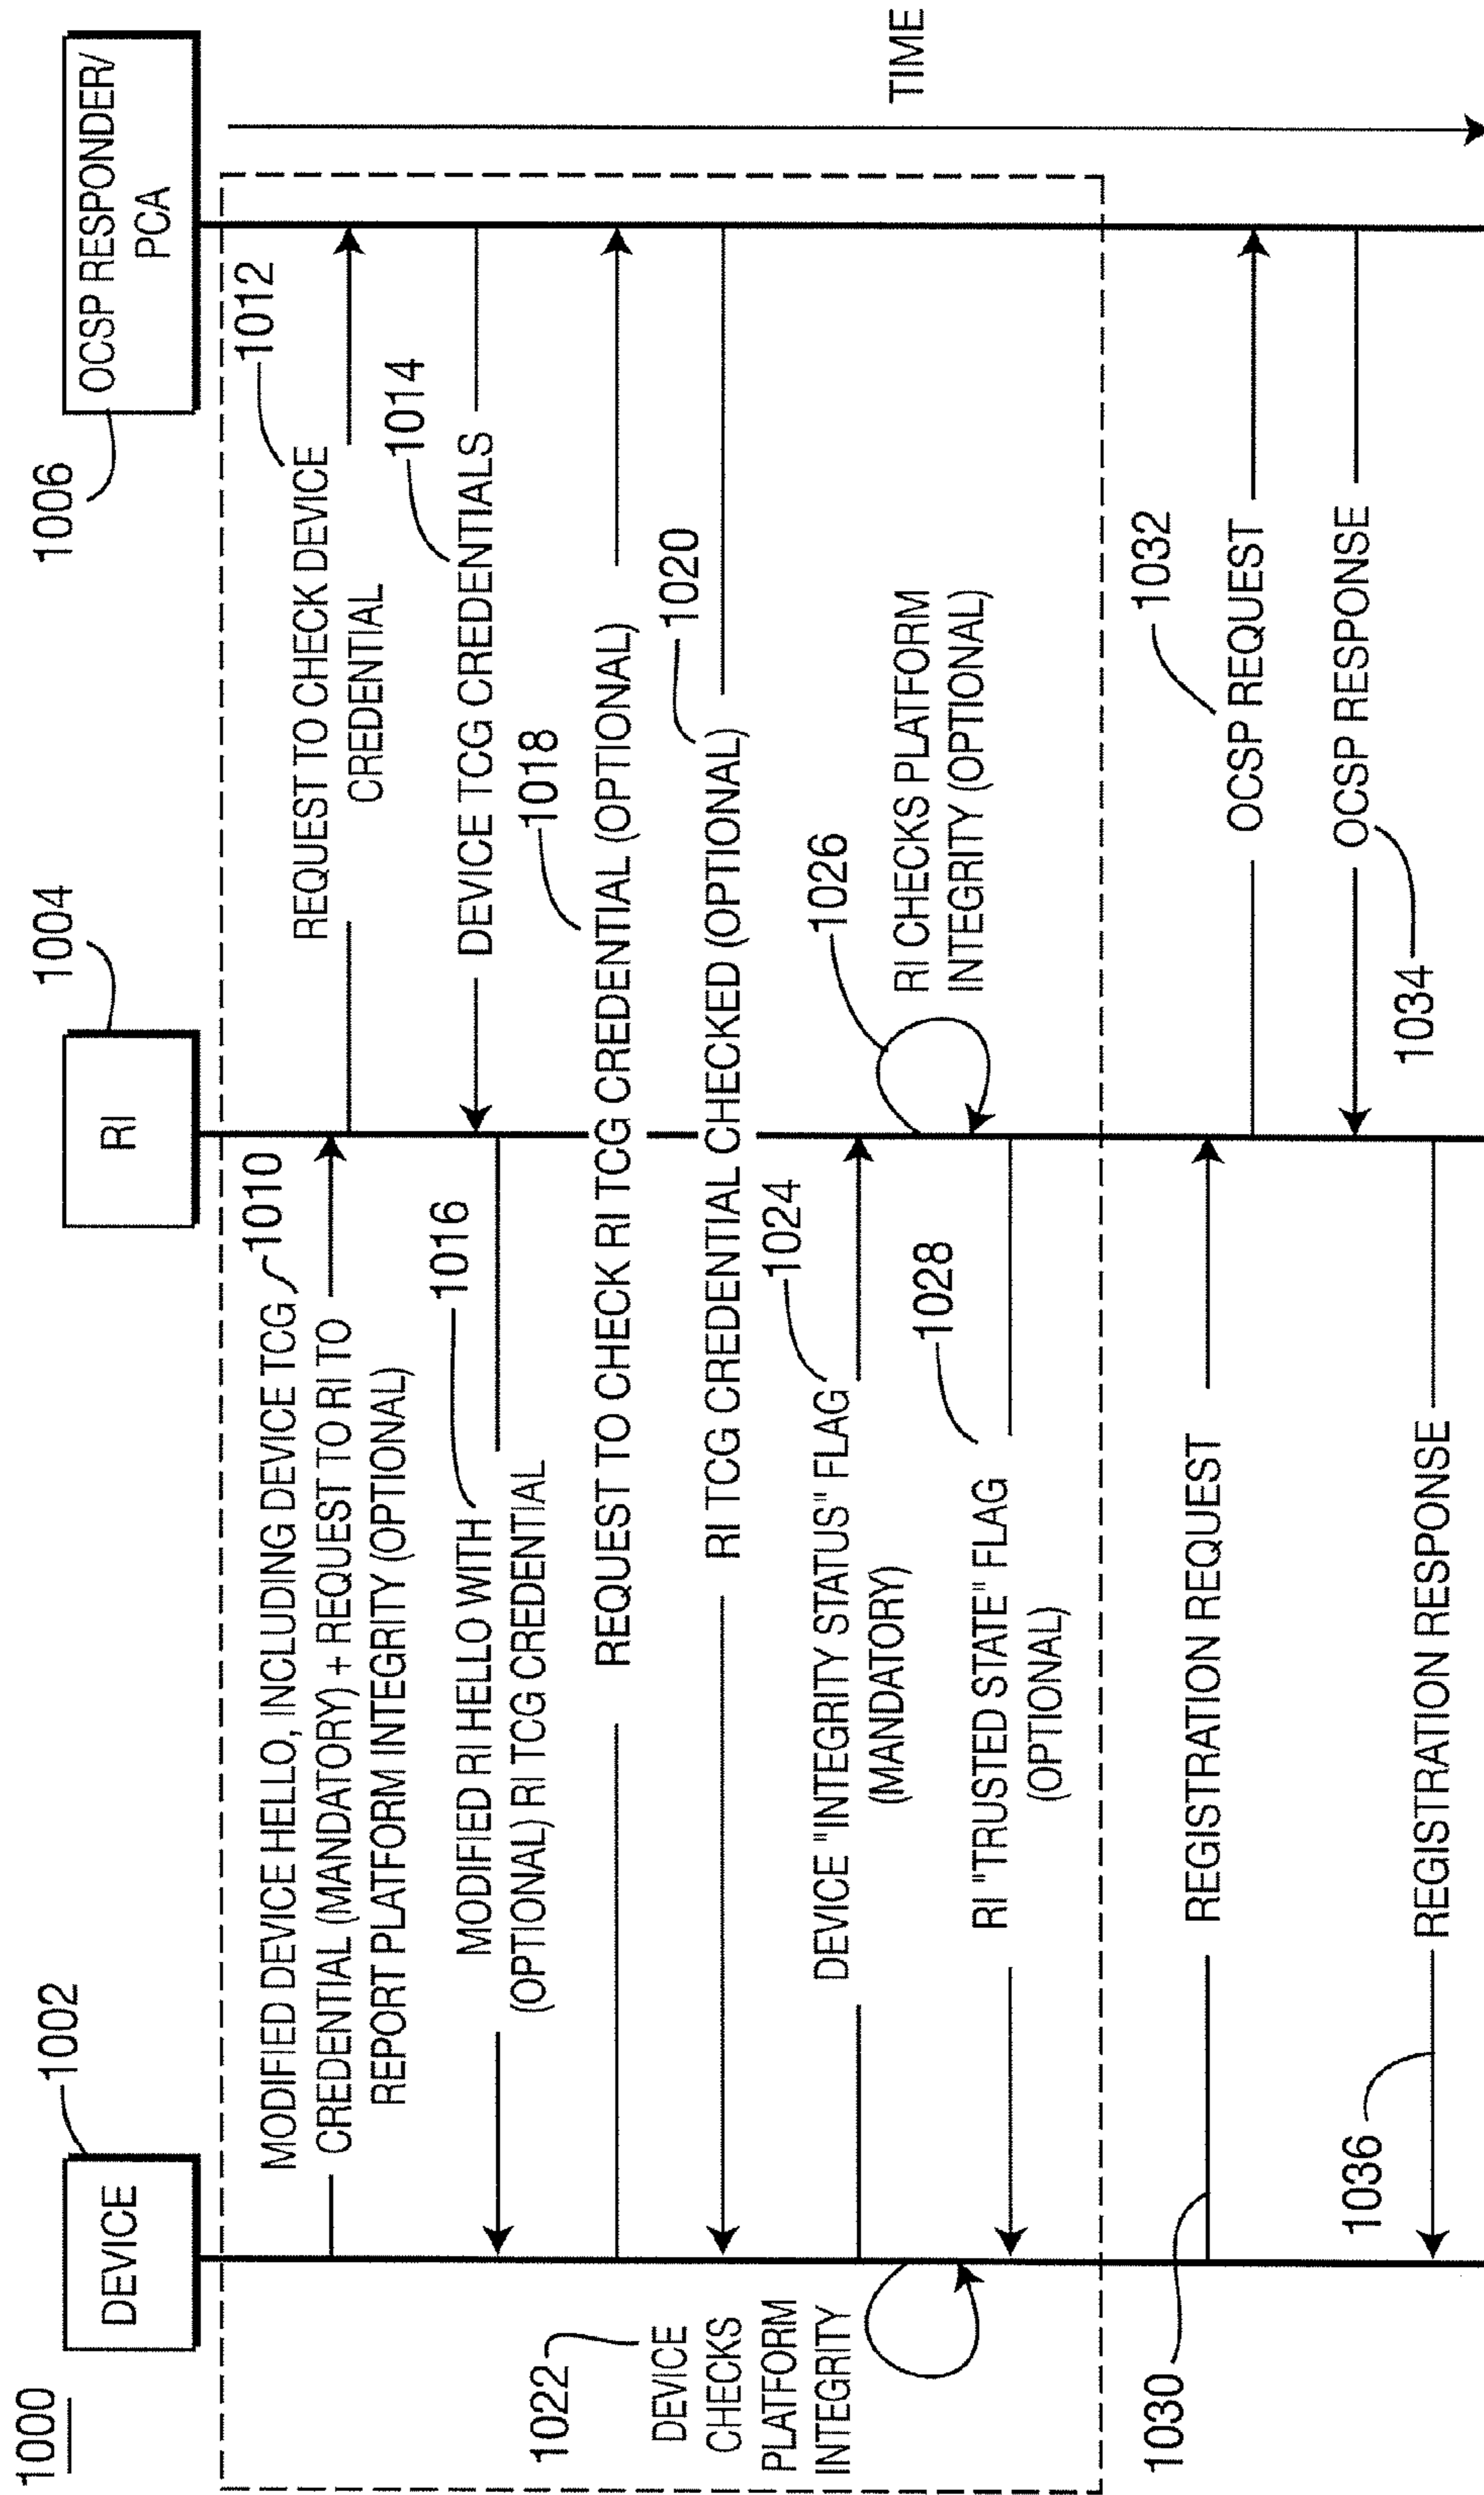 1000
1002
1004
1006
DEVICE
RI
OCSP RESPONDER/
PCA
MODIFIED DEVICE HELLO, INCLUDING DEVICE TCG
CREDENTIAL (MANDATORY) + REQUEST TO RI TO
REPORT PLATFORM INTEGRITY (OPTIONAL)
1010
REQUEST TO CHECK DEVICE
CREDENTIAL
1012
DEVICE TCG CREDENTIALS
1014
MODIFIED RI HELLO WITH
(OPTIONAL) RI TCG CREDENTIAL
1016
REQUEST TO CHECK RI TCG CREDENTIAL (OPTIONAL)
1018
RI TCG CREDENTIAL CHECKED (OPTIONAL)
1020
1022
DEVICE
CHECKS
PLATFORM
INTEGRITY
DEVICE "INTEGRITY STATUS" FLAG
(MANDATORY)
1024
1026
RI CHECKS PLATFORM
INTEGRITY (OPTIONAL)
RI "TRUSTED STATE" FLAG
(OPTIONAL)
1028
TIME
1030
REGISTRATION REQUEST
OCSP REQUEST
1032
OCSP RESPONSE
1034
REGISTRATION RESPONSE
1036